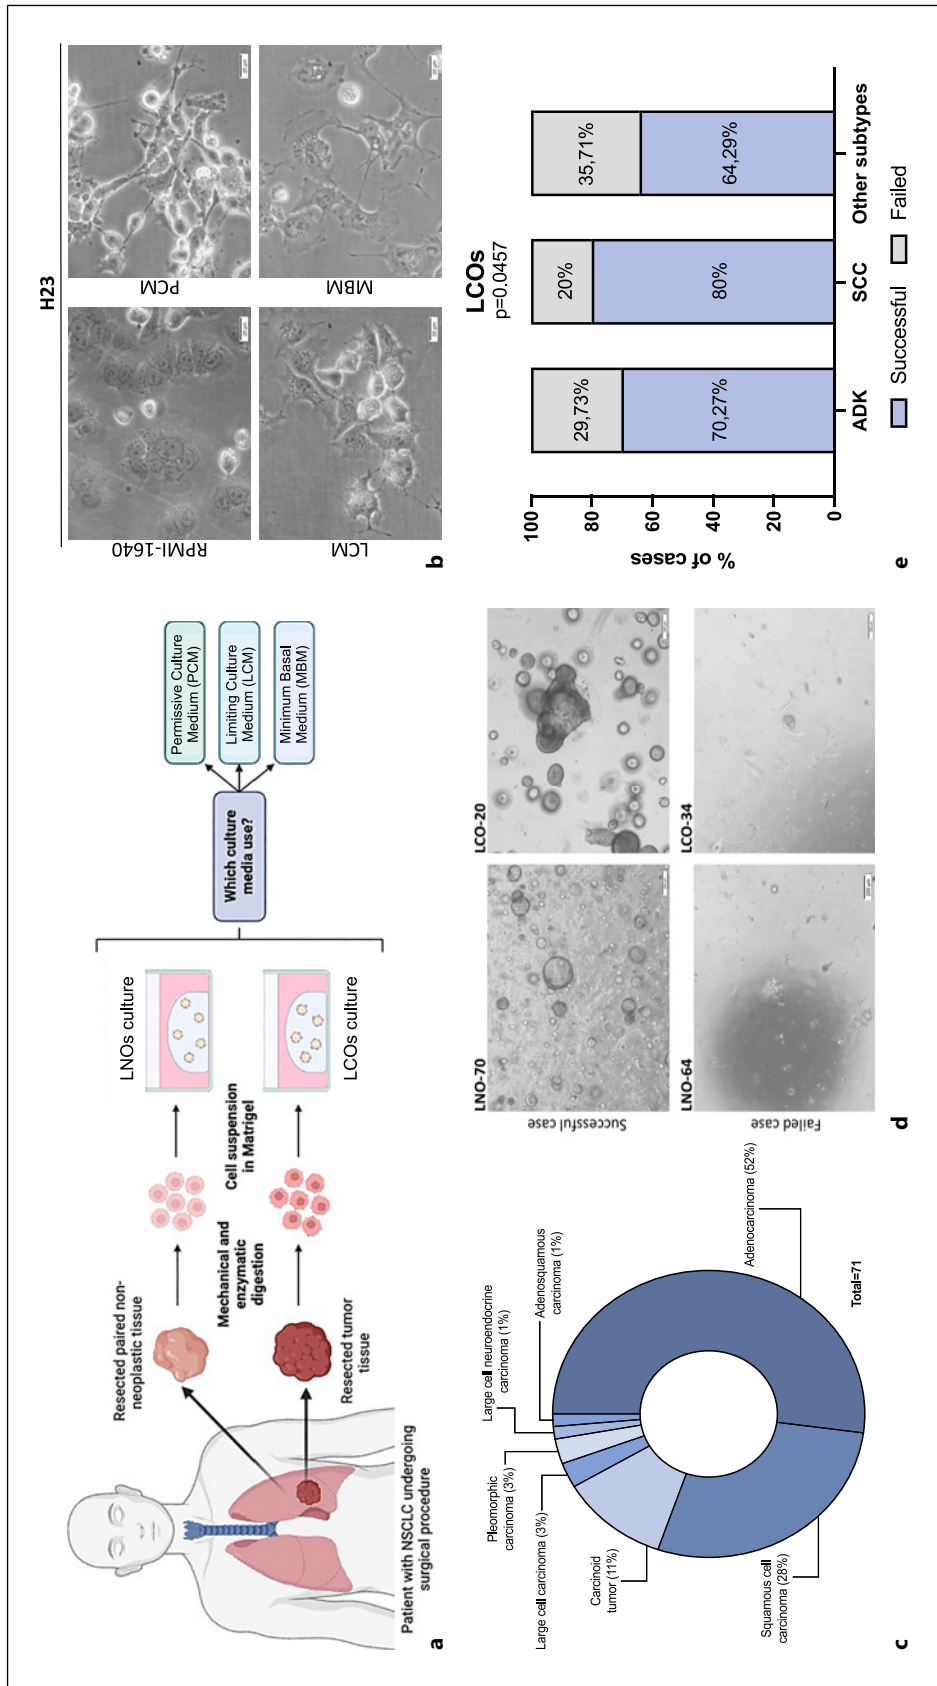 Patient with NSCLC undergoing
surgical procedure
Resected paired non-
neoplastic tissue
Resected tumor
tissue
Mechanical and
enzymatic
digestion
Cell suspension
in Matrigel
LNOs culture
LCOs culture
Which culture
media use?
Permissive Culture
Medium (PCM)
Limiting Culture
Medium (LCM)
Minimum Basal
Medium (MBM)
a
H23
RPMI-1640
PCM
LCM
MBM
b
Adenosquamous
carcinoma (1%)
Large cell neuroendocrine
carcinoma (1%)
Pleomorphic
carcinoma (3%)
Large cell carcinoma (3%)
Carcinoid
tumor (11%)
Squamous cell
carcinoma (28%)
Adenocarcinoma (52%)
Total=71
c
LNO-70
LCO-20
Successful case
LNO-64
LCO-34
Failed case
d
LCOs
p=0.0457
% of cases
100
80
60
40
20
0
29,73%
70,27%
20%
80%
35,71%
64,29%
ADK
SCC
Other subtypes
Successful
Failed
e